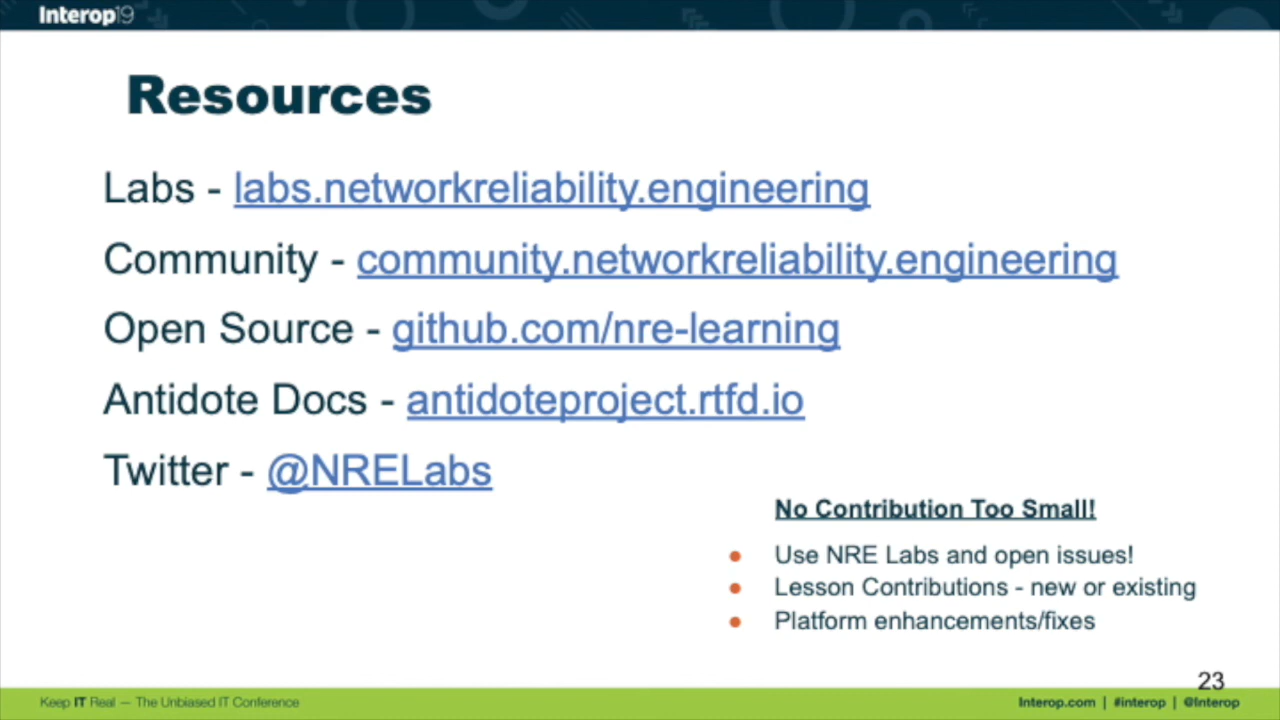 Interop19
Resources
Labs - labs.networkreliability.engineering
Community - community.networkreliability.engineering
Open Source - github.com/nre-learning
Antidote Docs - antidoteproject.rtfd.io
Twitter - @NRELabs
No Contribution Too Small!
● Use NRE Labs and open issues!
● Lesson Contributions - new or existing
● Platform enhancements/fixes
23
Keep IT Real — The Unbiased IT Conference
Interop.com | #interop | @Interop